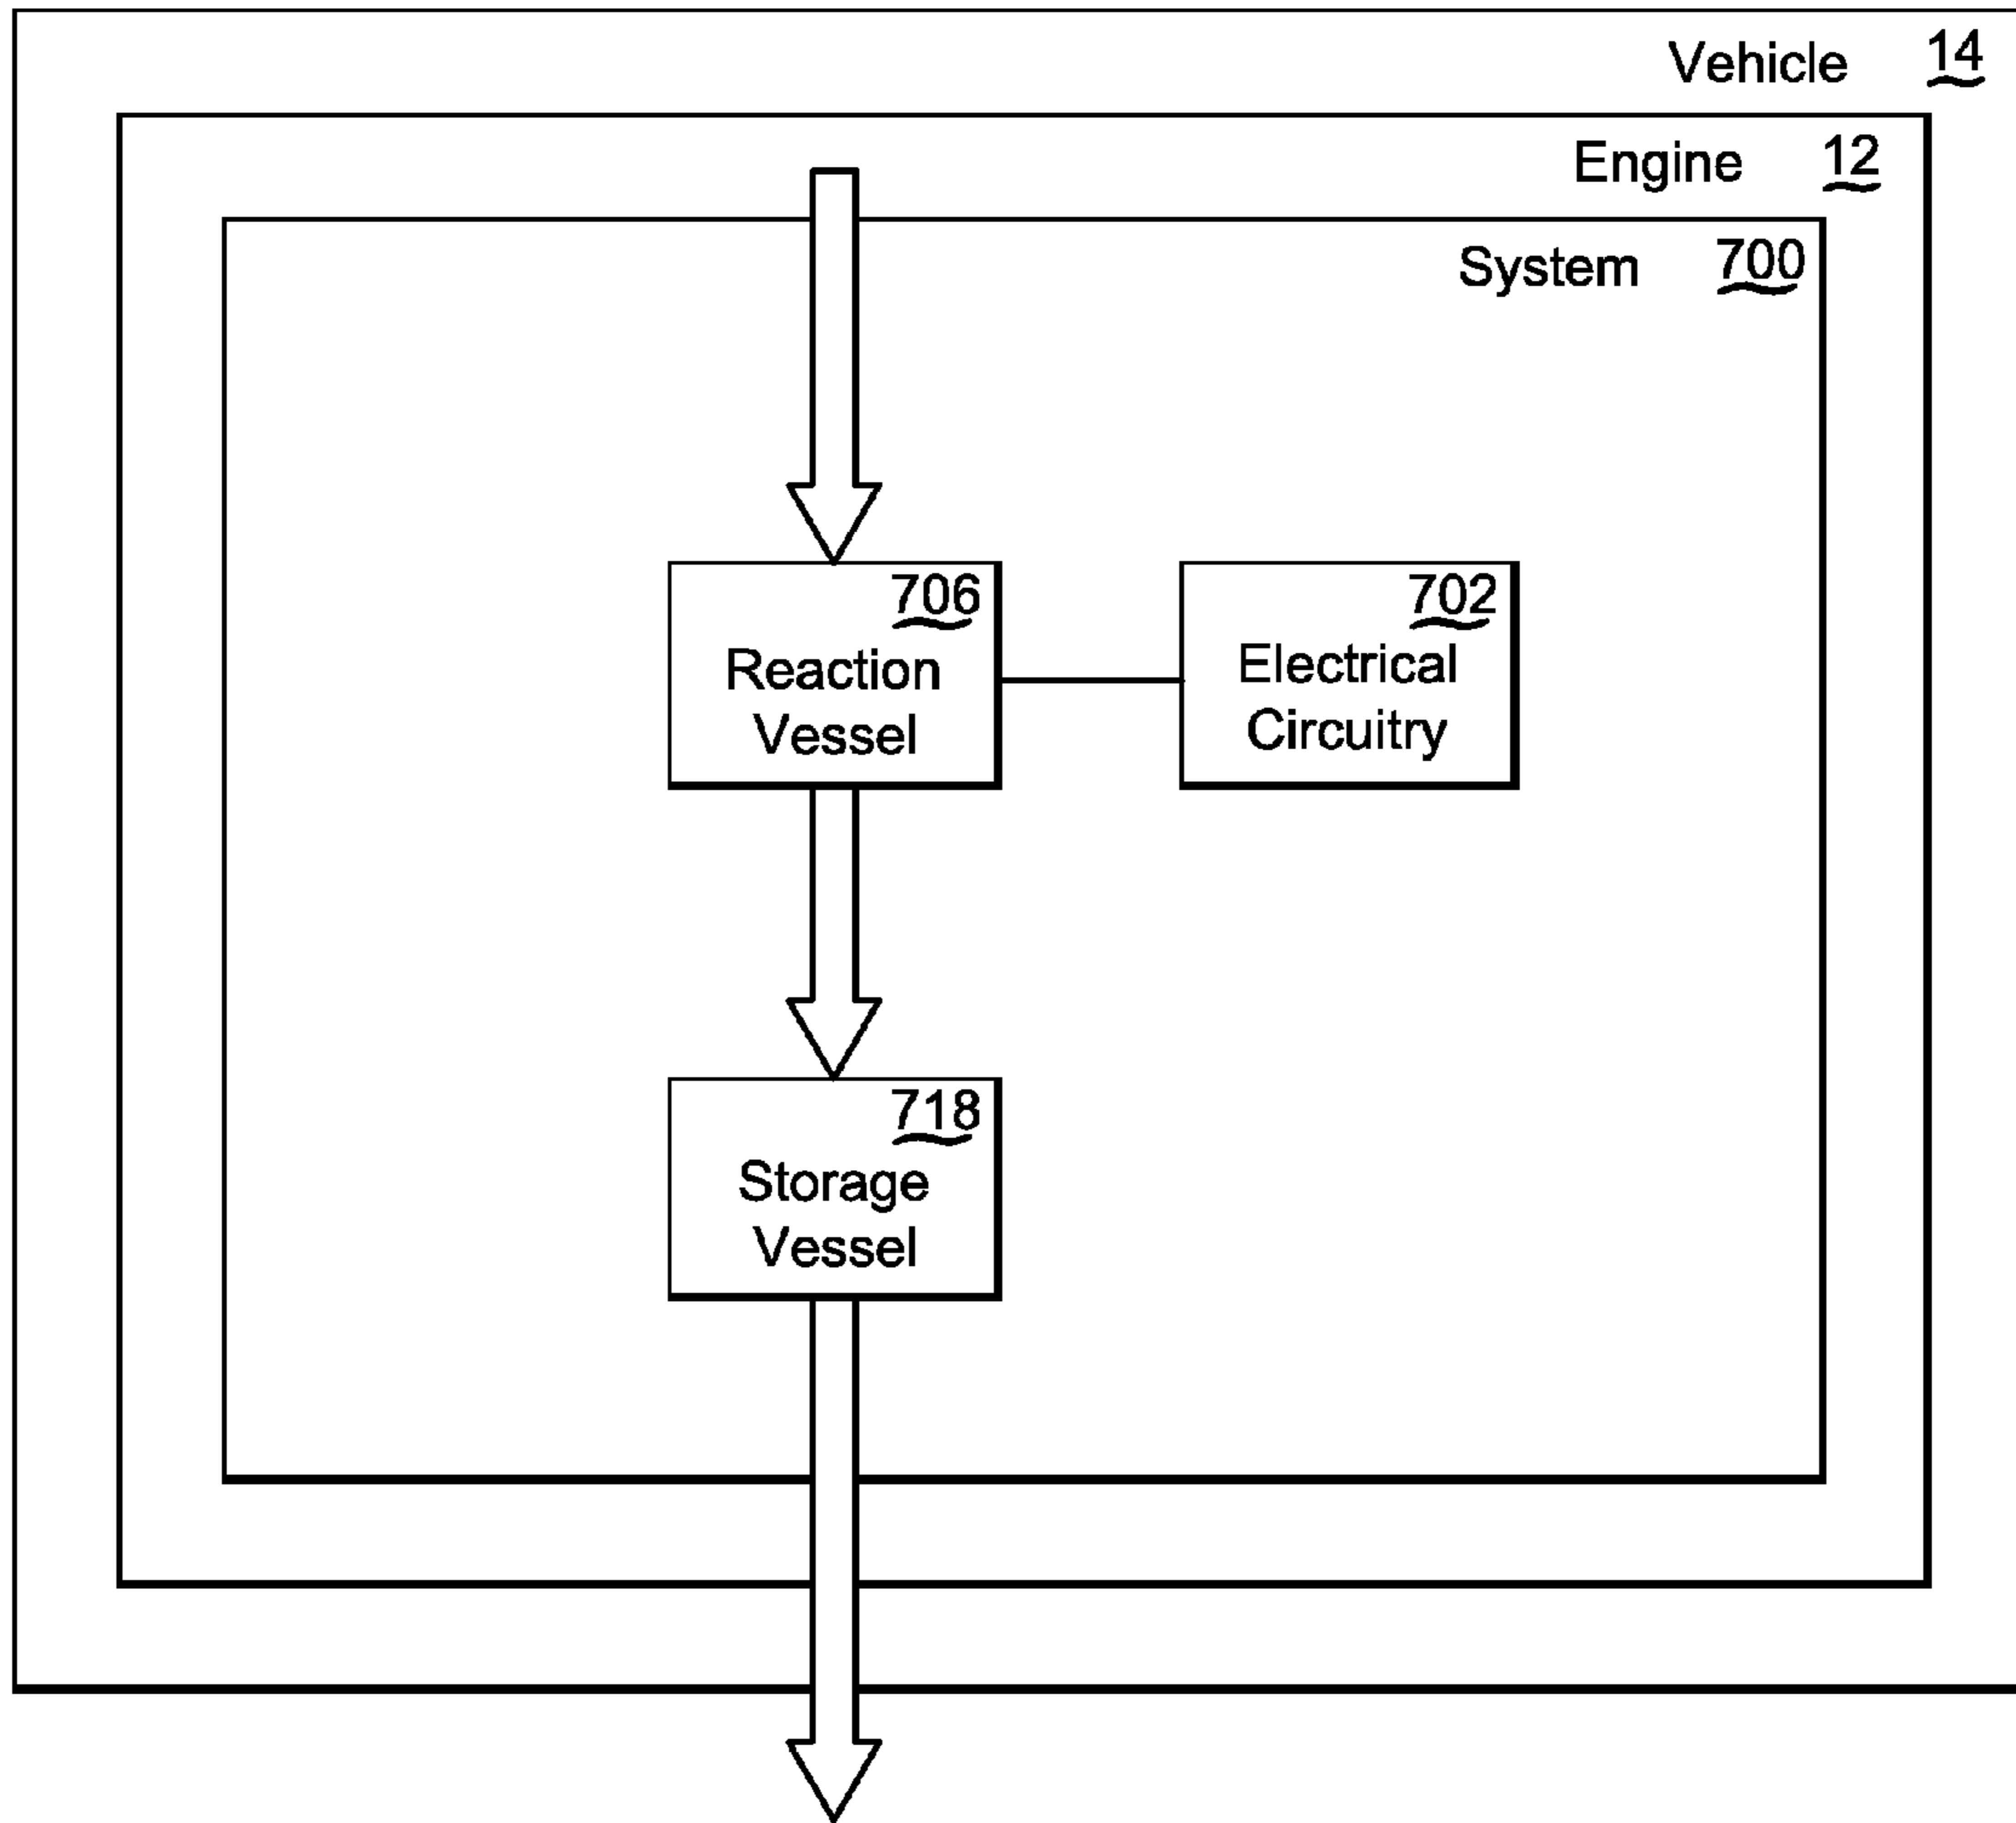 Vehicle 14
Engine 12
System 700
706
Reaction
Vessel
702
Electrical
Circuitry
718
Storage
Vessel